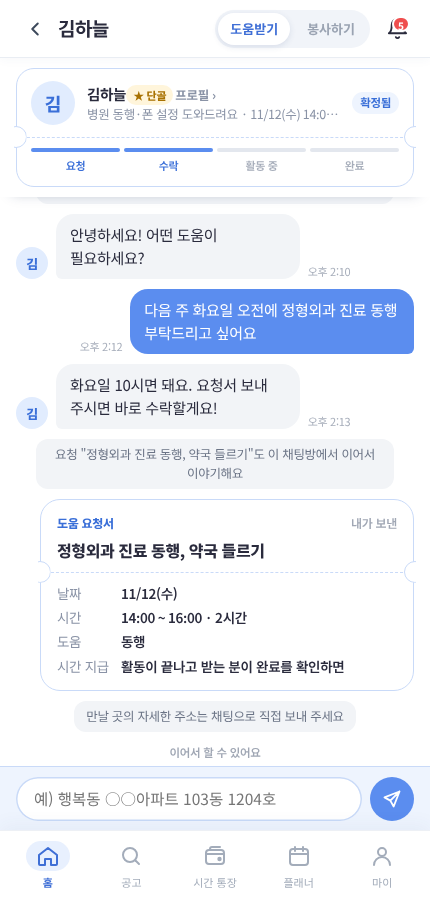 김하늘
도움받기
봉사하기
5
김
김하늘 ★ 단골 프로필 ›
병원 동행·폰 설정 도와드려요 · 11/12(수) 14:0…
확정됨
요청
수락
활동 중
완료
안녕하세요! 어떤 도움이
필요하세요?
김
오후 2:10
다음 주 화요일 오전에 정형외과 진료 동행
부탁드리고 싶어요
오후 2:12
화요일 10시면 돼요. 요청서 보내
주시면 바로 수락할게요!
김
오후 2:13
요청 "정형외과 진료 동행, 약국 들르기"도 이 채팅방에서 이어서
이야기해요
도움 요청서
내가 보낸
정형외과 진료 동행, 약국 들르기
날짜 11/12(수)
시간 14:00 ~ 16:00 · 2시간
도움 동행
시간 지급 활동이 끝나고 받는 분이 완료를 확인하면
만날 곳의 자세한 주소는 채팅으로 직접 보내 주세요
이어서 할 수 있어요
예) 행복동 ○○아파트 103동 1204호
홈
공고
시간 통장
플래너
마이